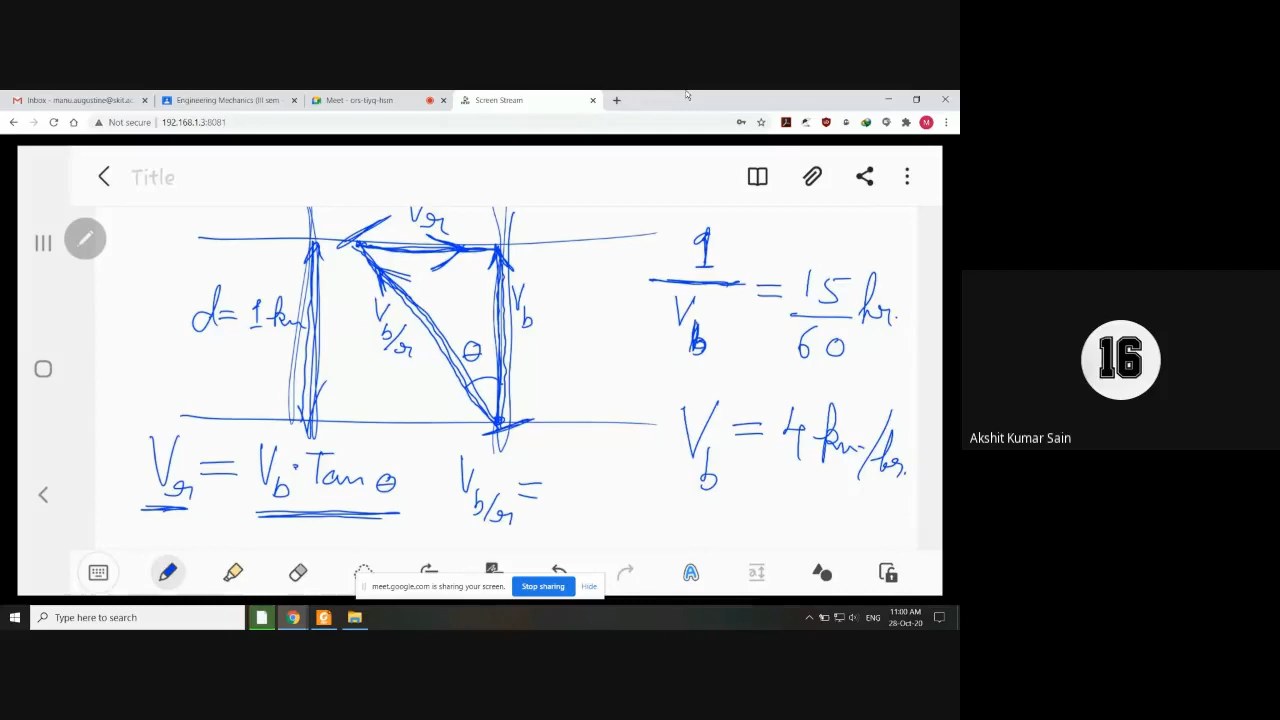 Inbox - manu.augustine@skit.ac
Engineering Mechanics (III sem -
Meet - ors-tiyq-hsm
Screen Stream
Not secure | 192.168.1.3:8081
Title
Vr
1/Vb = 15/60 hr.
d = 1 km
Vb/r
θ
Vb
Vb = 4 km/hr.
Vr = Vb . Tan θ
Vb/r =
meet.google.com is sharing your screen.
Stop sharing
Hide
Type here to search
ENG
11:00 AM
28-Oct-20
16
Akshit Kumar Sain